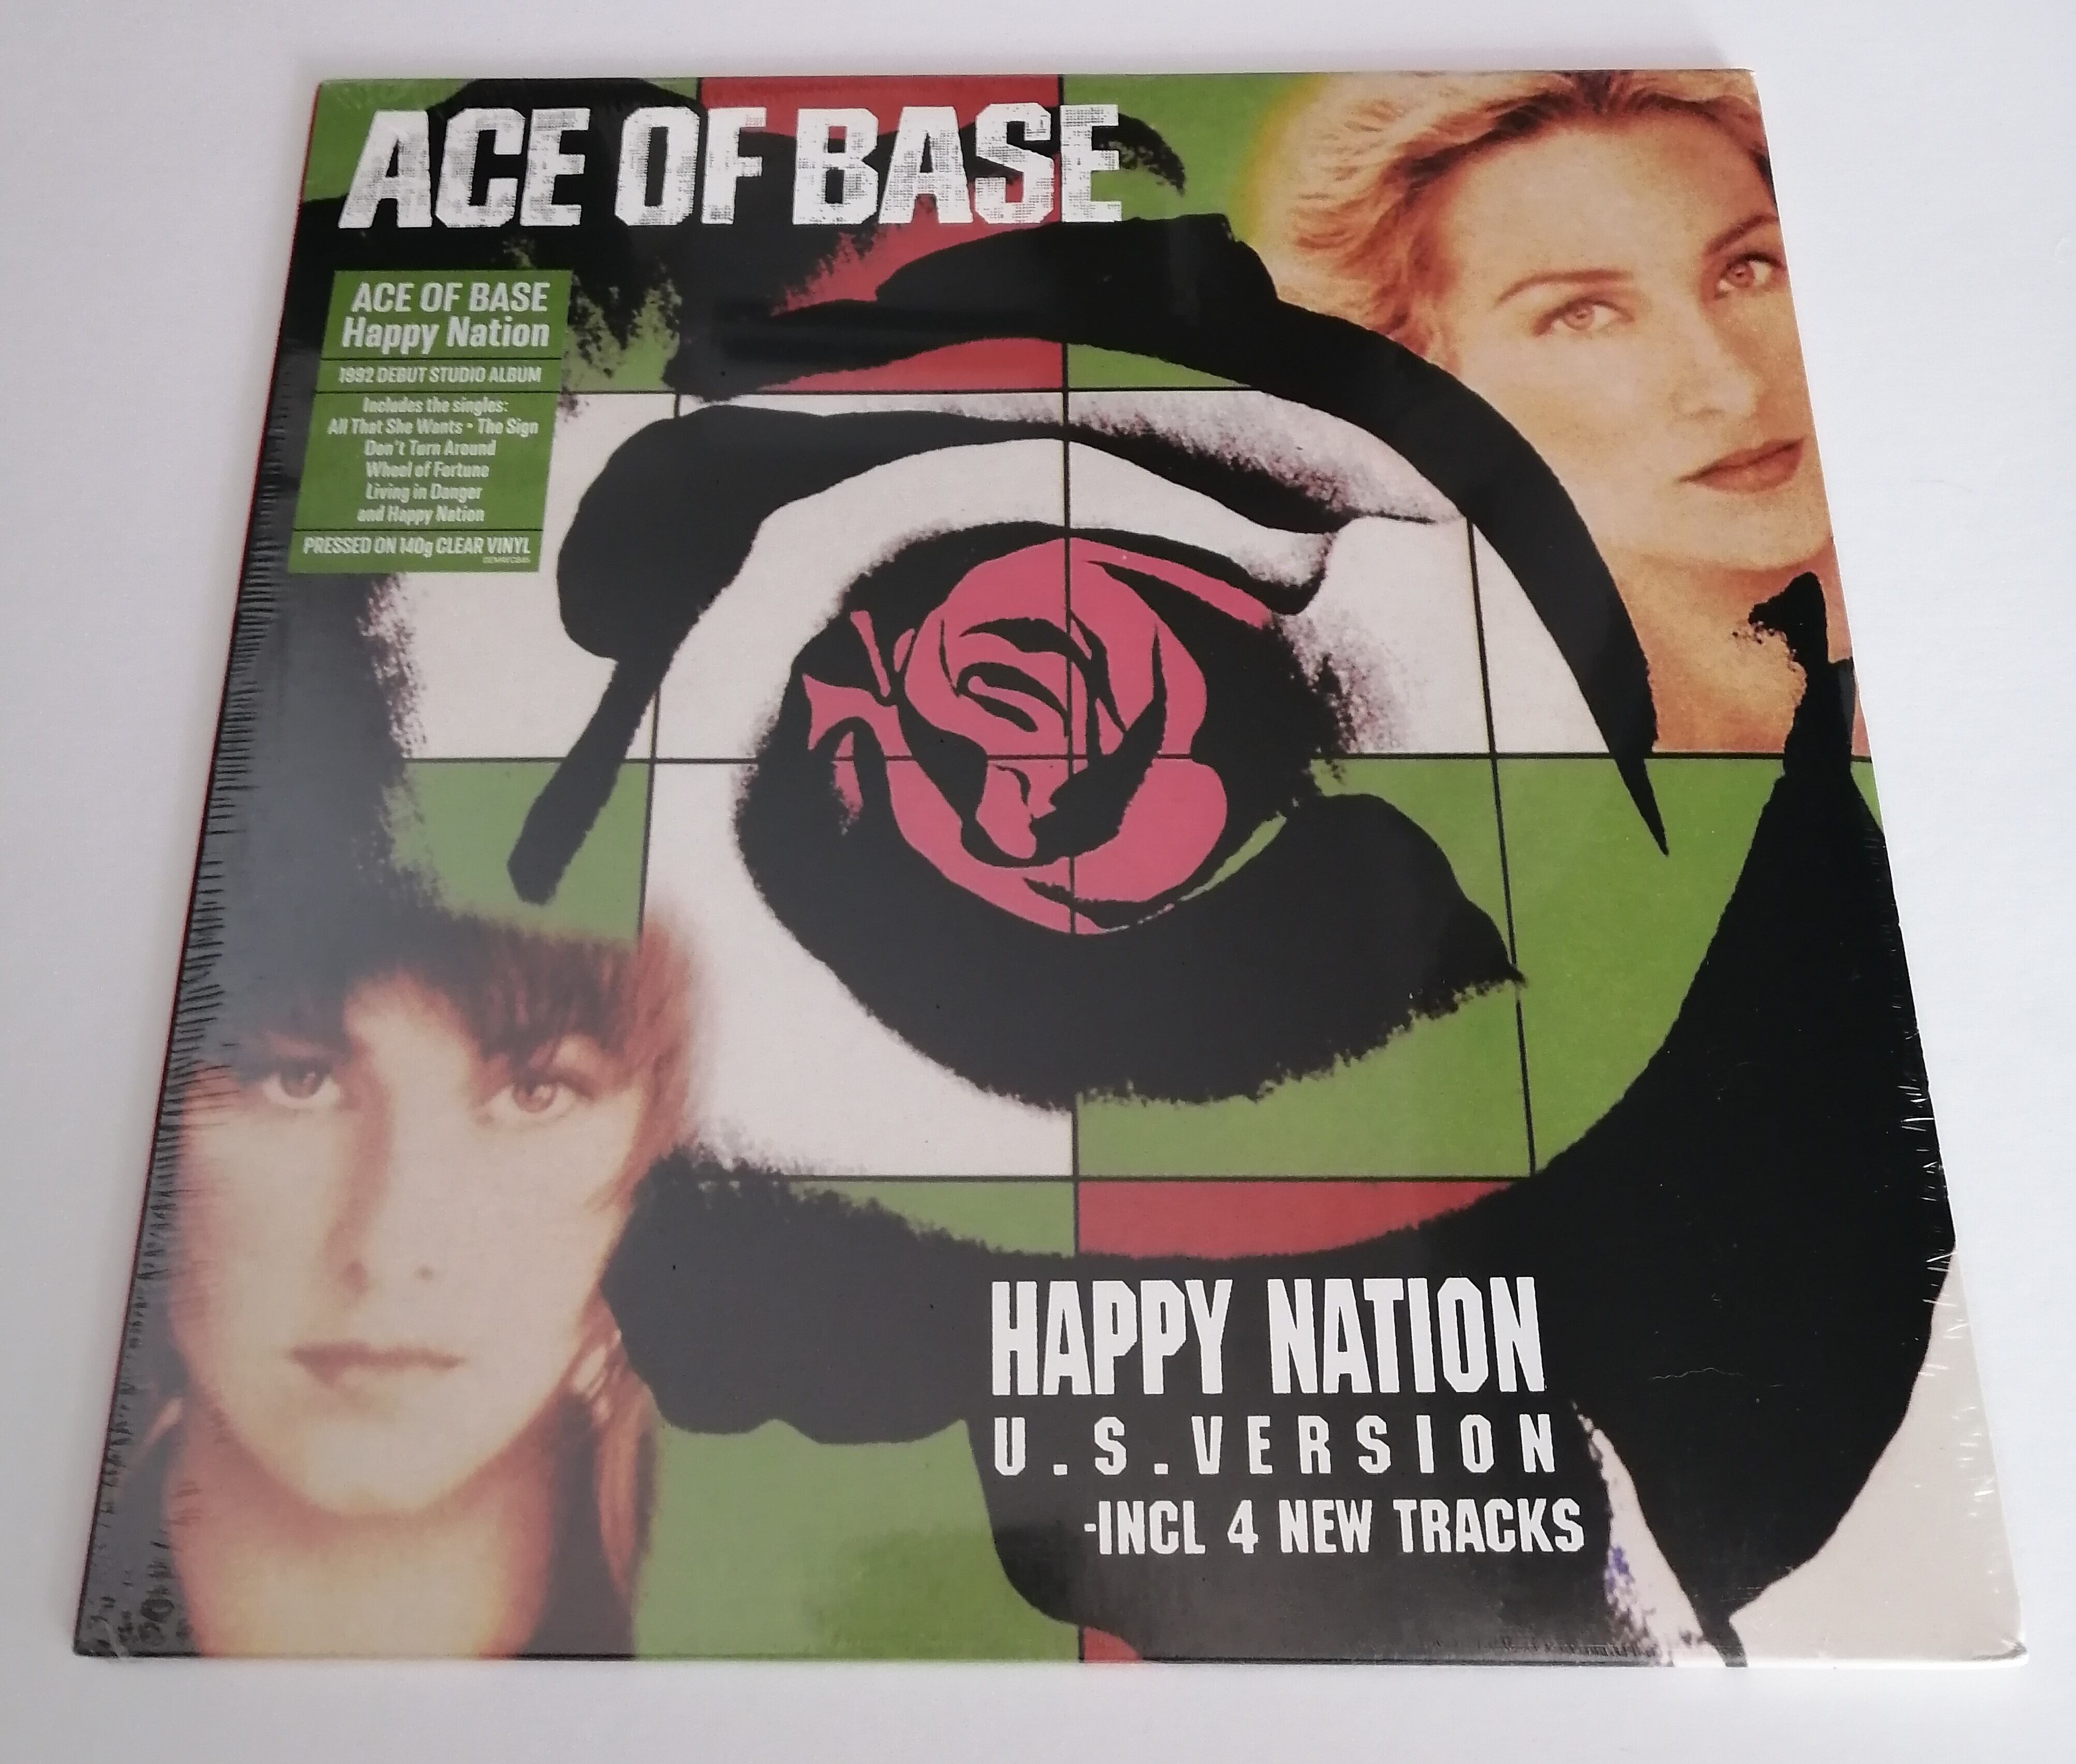 ACE OF BASE
ACE OF BASE
Happy Nation
1992 DEBUT STUDIO ALBUM
Includes the singles:
All That She Wants • The Sign
Don't Turn Around
Wheel of Fortune
Living in Danger
and Happy Nation
PRESSED ON 140g CLEAR VINYL
HAPPY NATION
U.S.VERSION
-INCL 4 NEW TRACKS